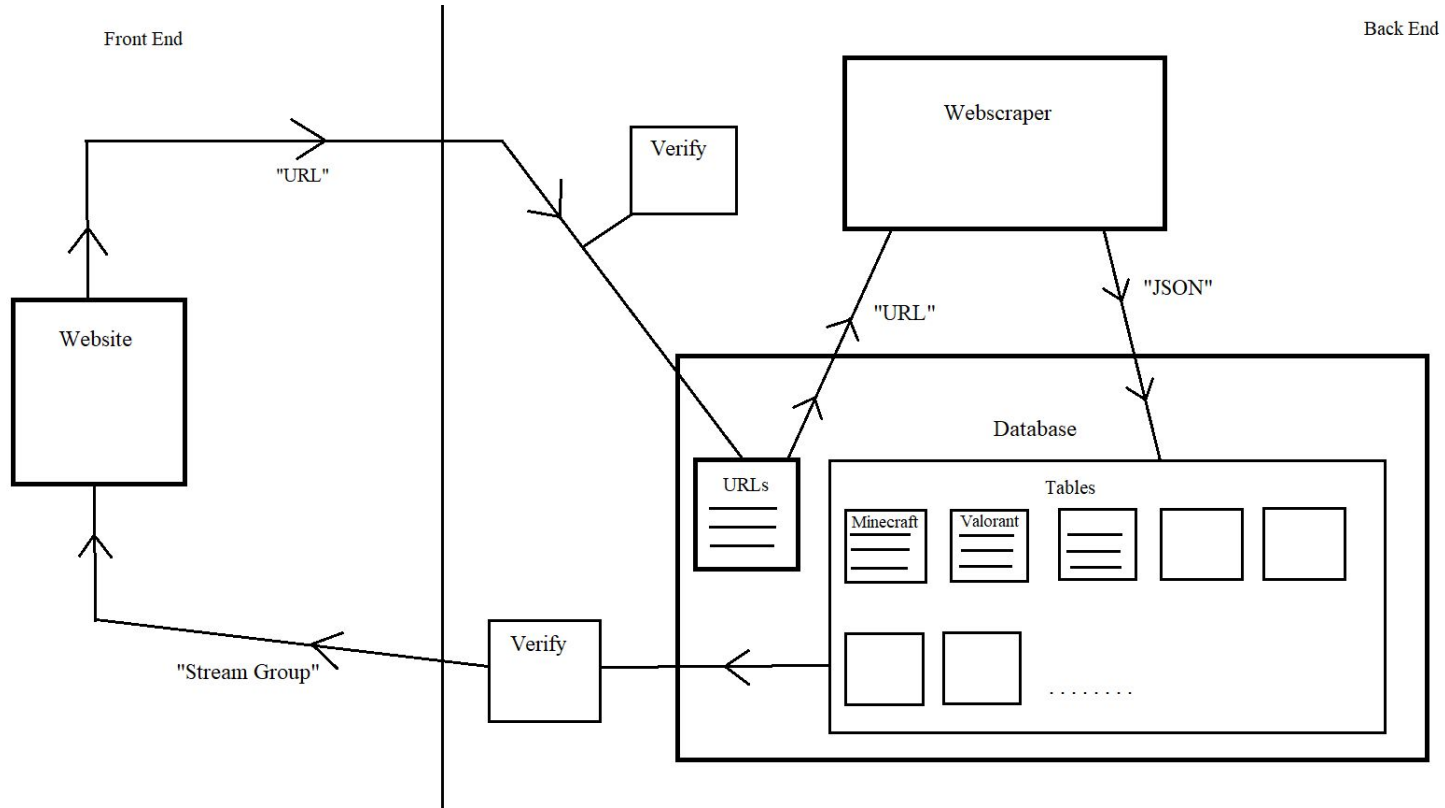 Front End
Back End
Webscraper
Verify
"URL"
"JSON"
"URL"
Website
Database
URLs
Tables
Minecraft
Valorant
Verify
"Stream Group"
. . . . . . . .